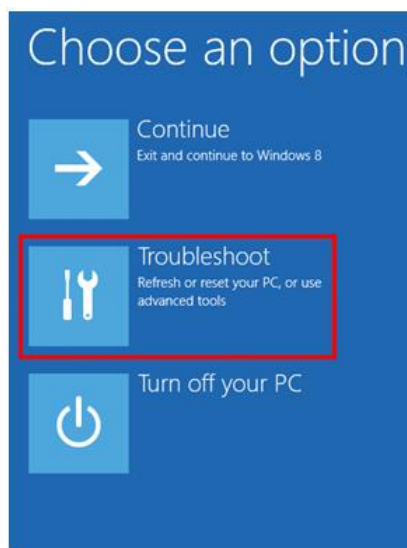 Choose an option
Continue
Exit and continue to Windows 8
Troubleshoot
Refresh or reset your PC, or use
advanced tools
Turn off your PC